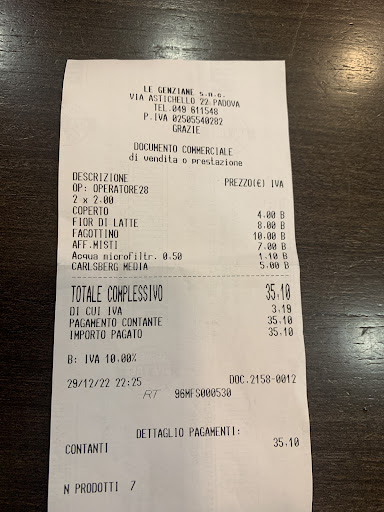 LE GENZIANE S.n.c.
VIA ASTICHELLO 22 PADOVA
TEL.049 611548
P.IVA 02505540282
GRAZIE
DOCUMENTO COMMERCIALE
di vendita o prestazione
DESCRIZIONE PREZZO(€) IVA
OP: OPERATORE28
2 x 2.00
COPERTO 4.00 B
FIOR DI LATTE 8.00 B
FAGOTTINO 10.00 B
AFF.MISTI 7.00 B
Acqua microfiltr. 0.50 1.10 B
CARLSBERG MEDIA 5.00 B
TOTALE COMPLESSIVO 35,10
DI CUI IVA 3,19
PAGAMENTO CONTANTE 35,10
IMPORTO PAGATO 35,10
B: IVA 10.00%
29/12/22 22:25 DOC.2158-0012
RT 96MFS000530
DETTAGLIO PAGAMENTI:
CONTANTI 35.10
N PRODOTTI 7